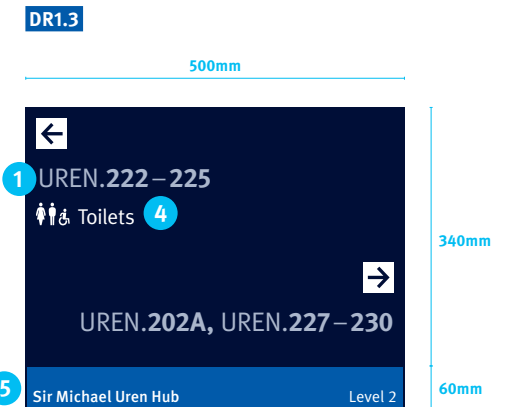 DR1.3
500mm
←
1 UREN.222–225
Toilets 4
340mm
→
UREN.202A, UREN.227–230
5 Sir Michael Uren Hub Level 2 60mm